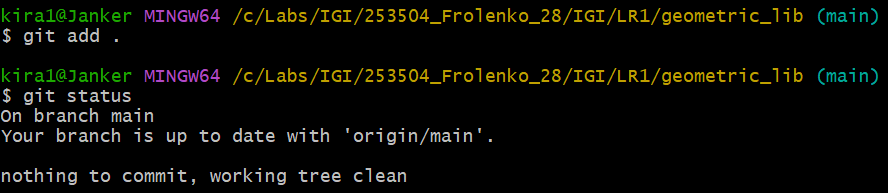 kira1@Janker MINGW64 /c/Labs/IGI/253504_Frolenko_28/IGI/LR1/geometric_lib (main)
$ git add .
kira1@Janker MINGW64 /c/Labs/IGI/253504_Frolenko_28/IGI/LR1/geometric_lib (main)
$ git status
On branch main
Your branch is up to date with 'origin/main'.
nothing to commit, working tree clean